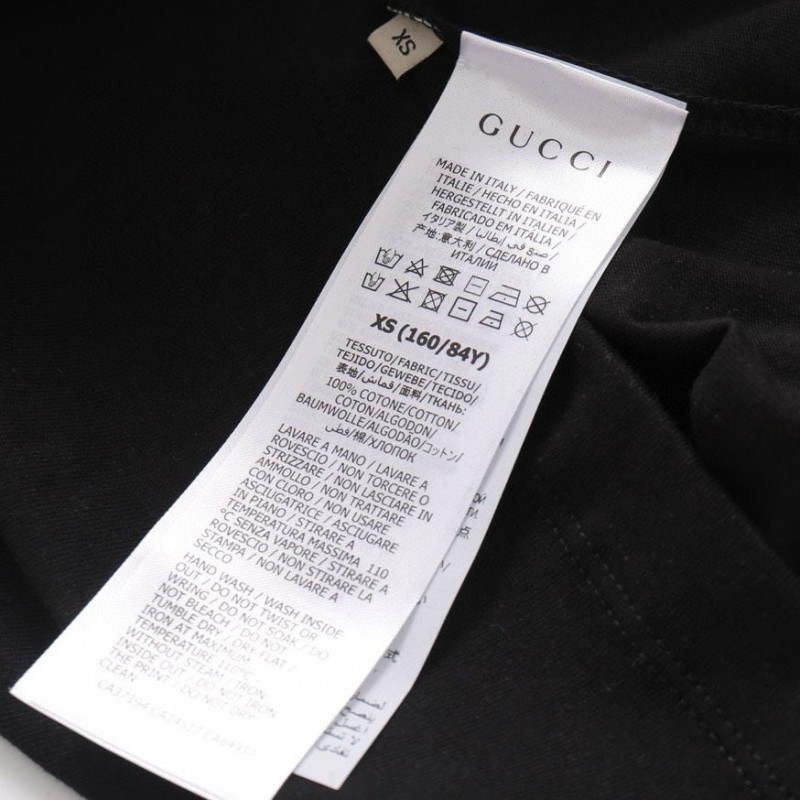 XS
GUCCI
MADE IN ITALY / FABRIQUÉ EN
ITALIE / HECHO EN ITALIA /
HERGESTELLT IN ITALIEN /
FABRICADO EM ITÁLIA /
イタリア製 / صنع في إيطاليا /
产地:意大利 / СДЕЛАНО В
ИТАЛИИ
XS (160/84Y)
TESSUTO/FABRIC/TISSU/
TEJIDO/GEWEBE/TECIDO/
表地/قماش/面料/ТКАНЬ:
100% COTONE/COTTON/
COTON/ALGODON/
BAUMWOLLE/ALGODÃO/コットン/
قطن/棉/ХЛОПОК
LAVARE A MANO / LAVARE A
ROVESCIO / NON TORCERE O
STRIZZARE / NON LASCIARE IN
AMMOLLO / NON TRATTARE
CON CLORO / NON USARE
ASCIUGATRICE / ASCIUGARE
IN PIANO / STIRARE A
TEMPERATURA MASSIMA 110
°C SENZA VAPORE / STIRARE A
ROVESCIO / NON STIRARE LA
STAMPA / NON LAVARE A
SECCO
HAND WASH / WASH INSIDE
OUT / DO NOT TWIST OR
WRING / DO NOT SOAK / DO
NOT BLEACH / DO NOT
TUMBLE DRY / DRY FLAT /
IRON AT MAXIMUM
TEMPERATURE 110ºC
WITHOUT STEAM / IRON
INSIDE OUT / DO NOT IRON
THE PRINT / DO NOT DRY
CLEAN